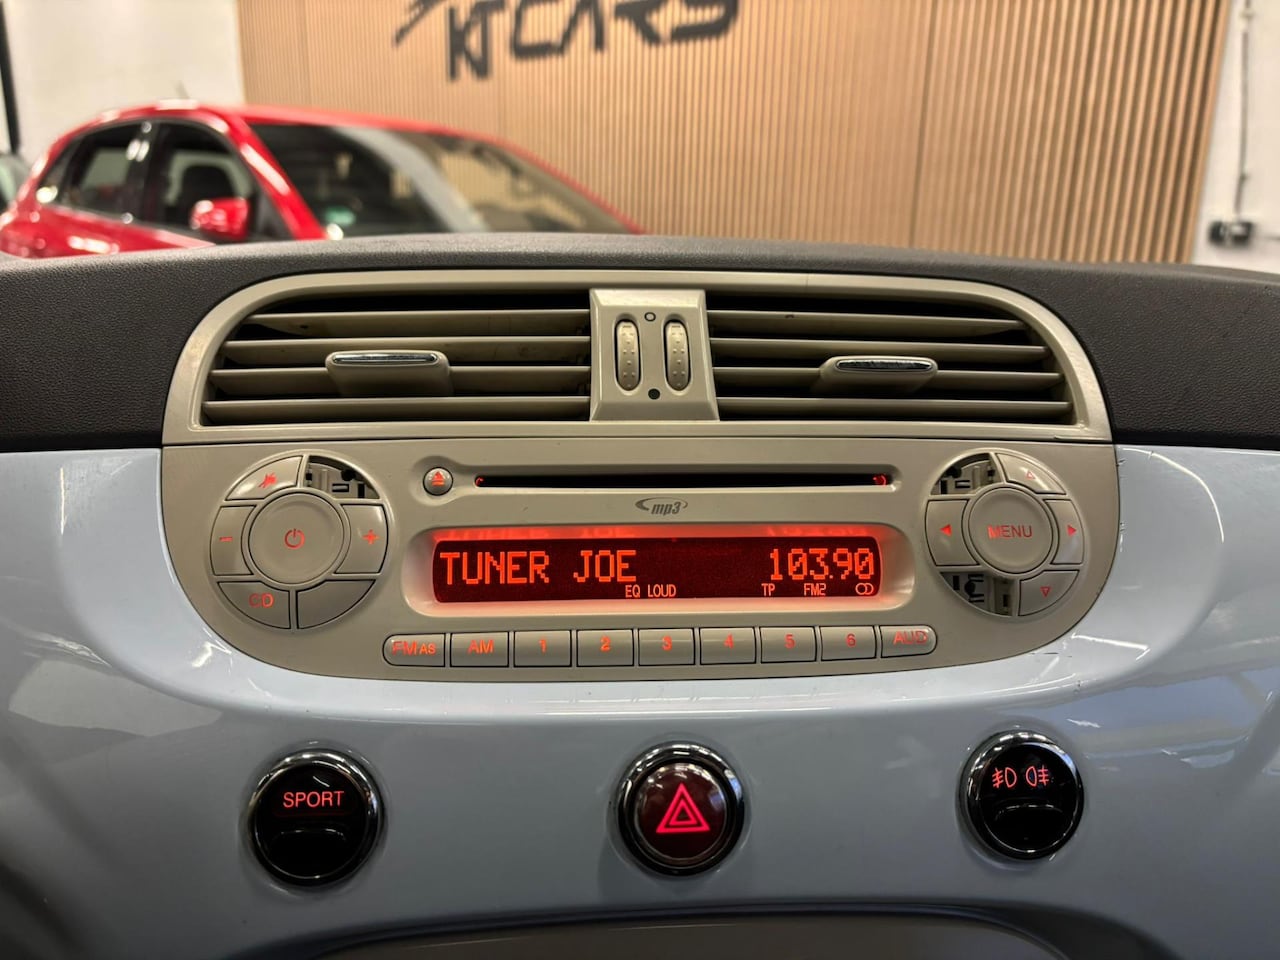 KT CARS
mp3
TUNER JOE 103.90
EQ LOUD TP FM2
CD
MENU
FM AS AM 1 2 3 4 5 6 AUD
SPORT